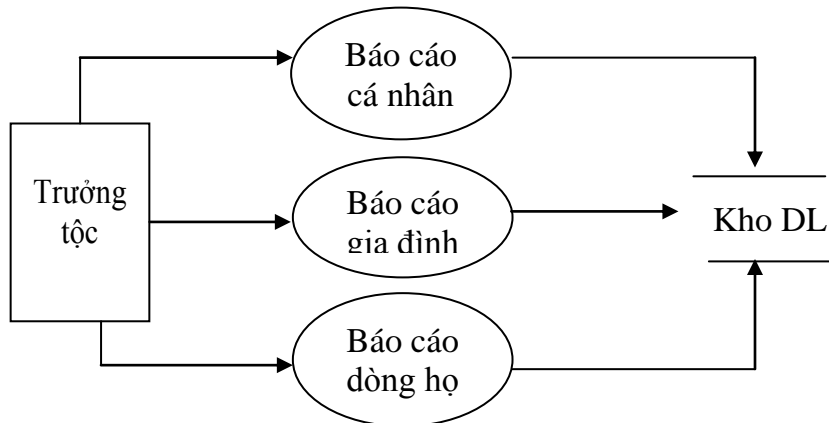 Báo cáo
cá nhân
Trưởng
tộc
Báo cáo
gia đình
Kho DL
Báo cáo
dòng họ